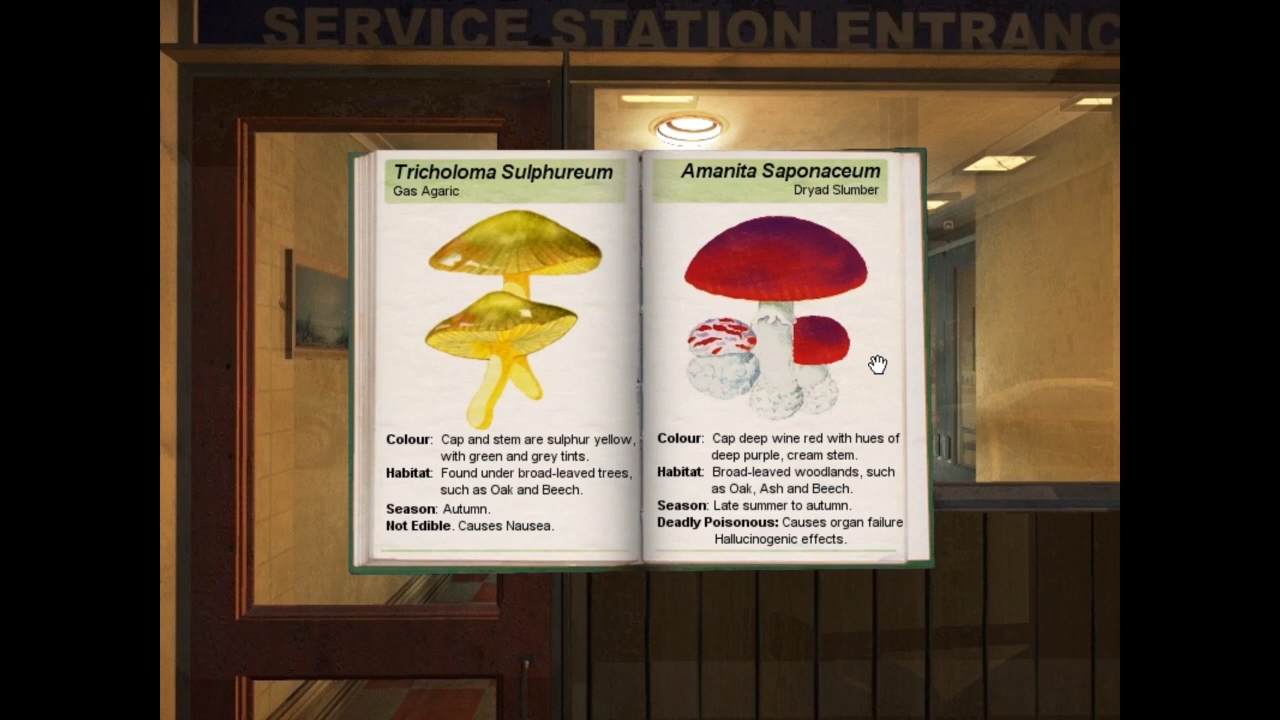 SERVICE STATION ENTRANC
Tricholoma Sulphureum
Gas Agaric
Colour: Cap and stem are sulphur yellow,
with green and grey tints.
Habitat: Found under broad-leaved trees,
such as Oak and Beech.
Season: Autumn.
Not Edible. Causes Nausea.
Amanita Saponaceum
Dryad Slumber
Colour: Cap deep wine red with hues of
deep purple, cream stem.
Habitat: Broad-leaved woodlands, such
as Oak, Ash and Beech.
Season: Late summer to autumn.
Deadly Poisonous: Causes organ failure
Hallucinogenic effects.